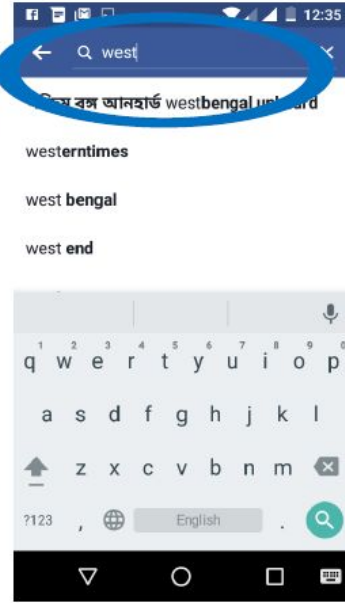 12:35
west
বঙ্গ আনহার্ড westbengal
westerntimes
west bengal
west end
1 2 3 4 5 6 7 8 9 0
q w e r t y u i o p
a s d f g h j k l
z x c v b n m
?123 , English .